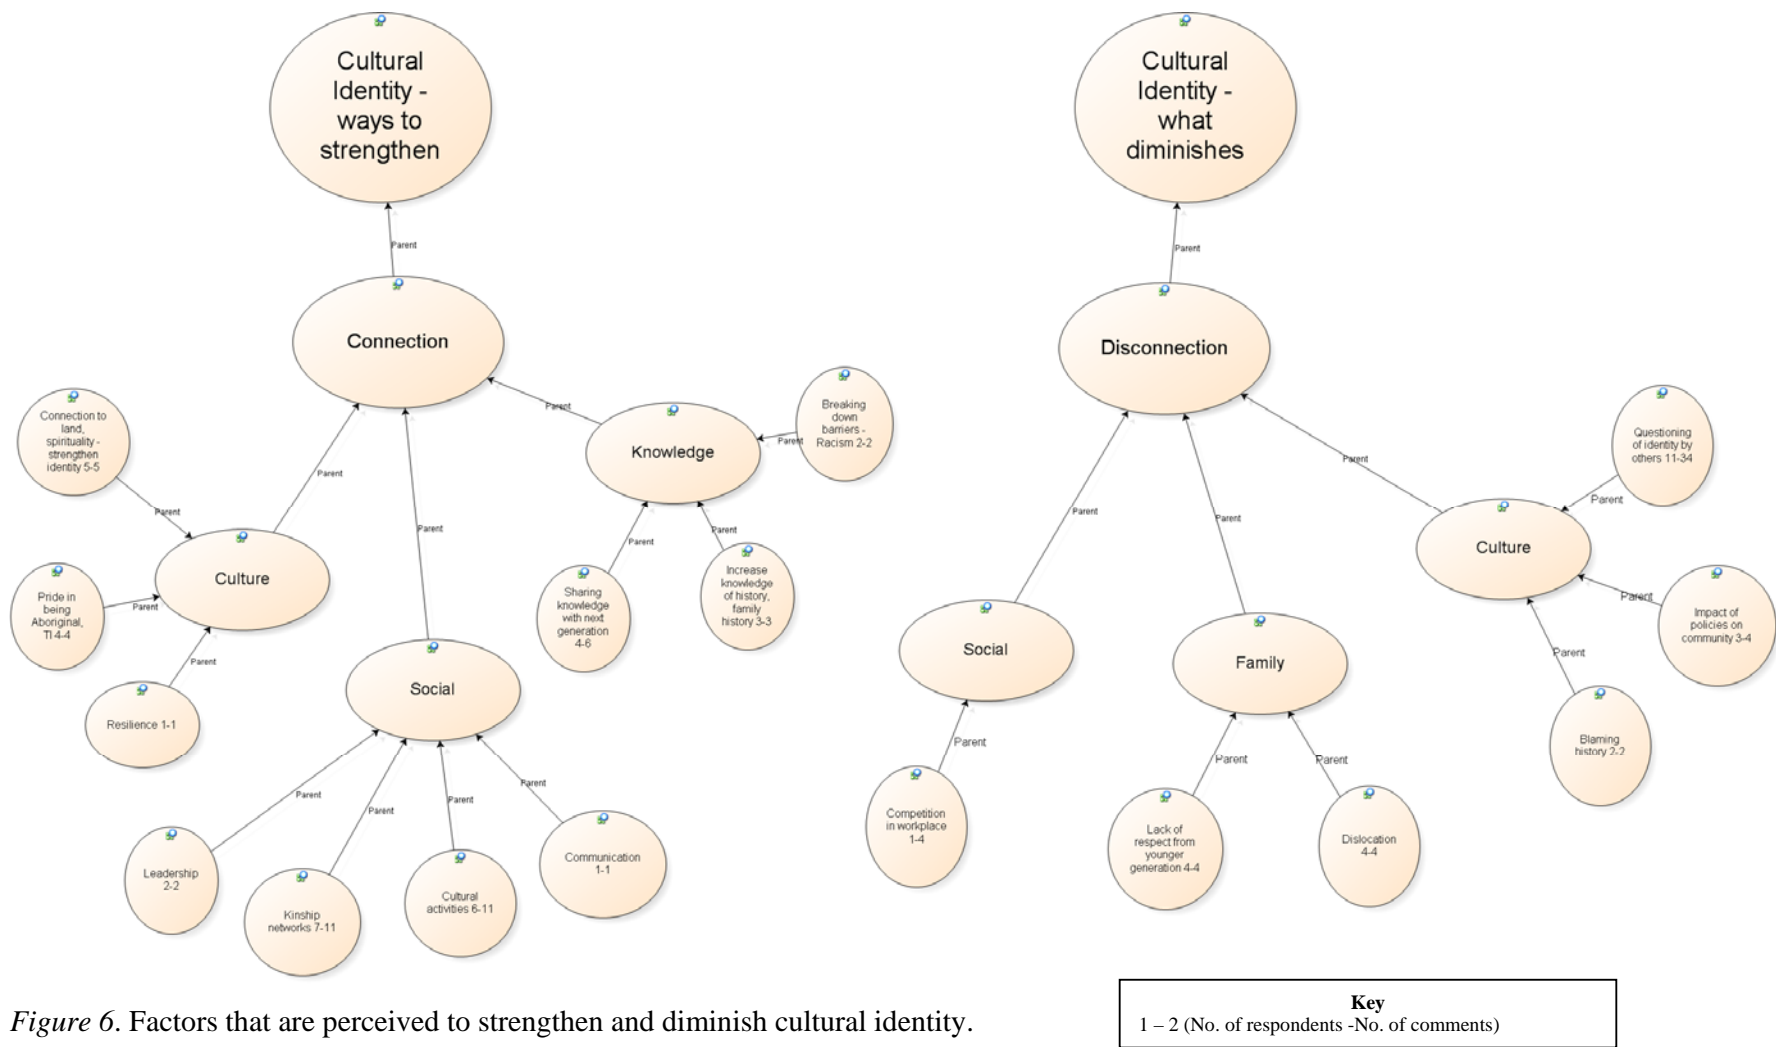 Cultural
Identity -
ways to
strengthen
Parent
Connection
Parent
Parent
Parent
Connection to
land,
spirituality -
strengthen
identity 5-5
Parent
Culture
Pride in
being
Aboriginal,
TI 4-4
Parent
Parent
Resilience 1-1
Knowledge
Breaking
down
barriers -
Racism 2-2
Parent
Parent
Parent
Sharing
knowledge
with next
generation
4-6
Increase
knowledge
of history,
family
history 3-3
Social
Parent
Parent
Parent
Parent
Leadership
2-2
Kinship
networks 7-11
Cultural
activities 6-11
Communication
1-1
Cultural
Identity -
what
diminishes
Parent
Disconnection
Parent
Parent
Parent
Social
Parent
Competition
in workplace
1-4
Family
Parent
Parent
Lack of
respect from
younger
generation 4-4
Dislocation
4-4
Culture
Questioning
of identity by
others 11-34
Parent
Parent
Impact of
policies on
community 3-4
Parent
Blaming
history 2-2
Figure 6. Factors that are perceived to strengthen and diminish cultural identity.
Key
1 – 2 (No. of respondents -No. of comments)